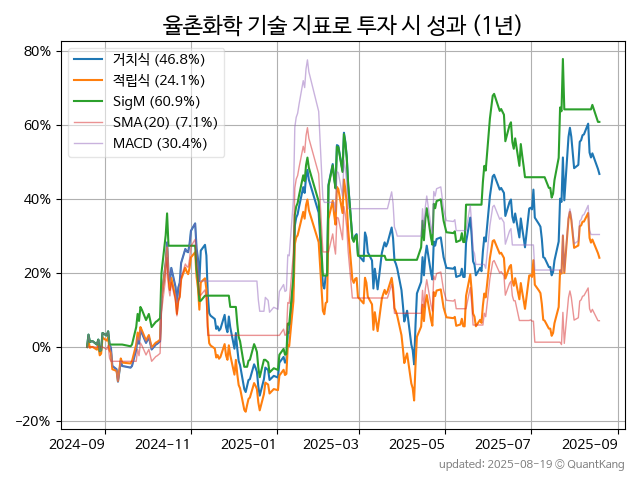 율촌화학 기술 지표로 투자 시 성과 (1년)
80%
60%
40%
20%
0%
−20%
거치식 (46.8%)
적립식 (24.1%)
SigM (60.9%)
SMA(20) (7.1%)
MACD (30.4%)
2024-09
2024-11
2025-01
2025-03
2025-05
2025-07
2025-09
updated: 2025-08-19 ⓒ QuantKang